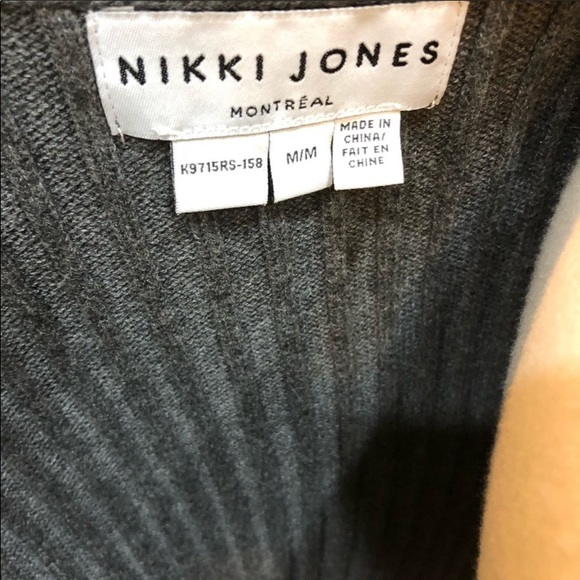 NIKKI JONES
MONTRÉAL
K9715RS-158
M/M
MADE IN
CHINA/
FAIT EN
CHINE